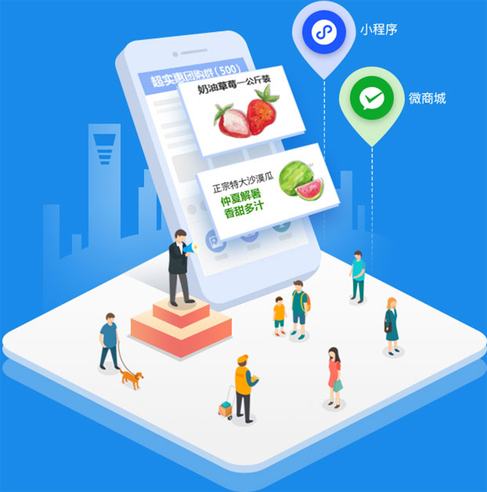 小程序
超实惠团购群(500)
奶油草莓一公斤装
微商城
正宗特大沙漠瓜
仲夏解暑
香甜多汁